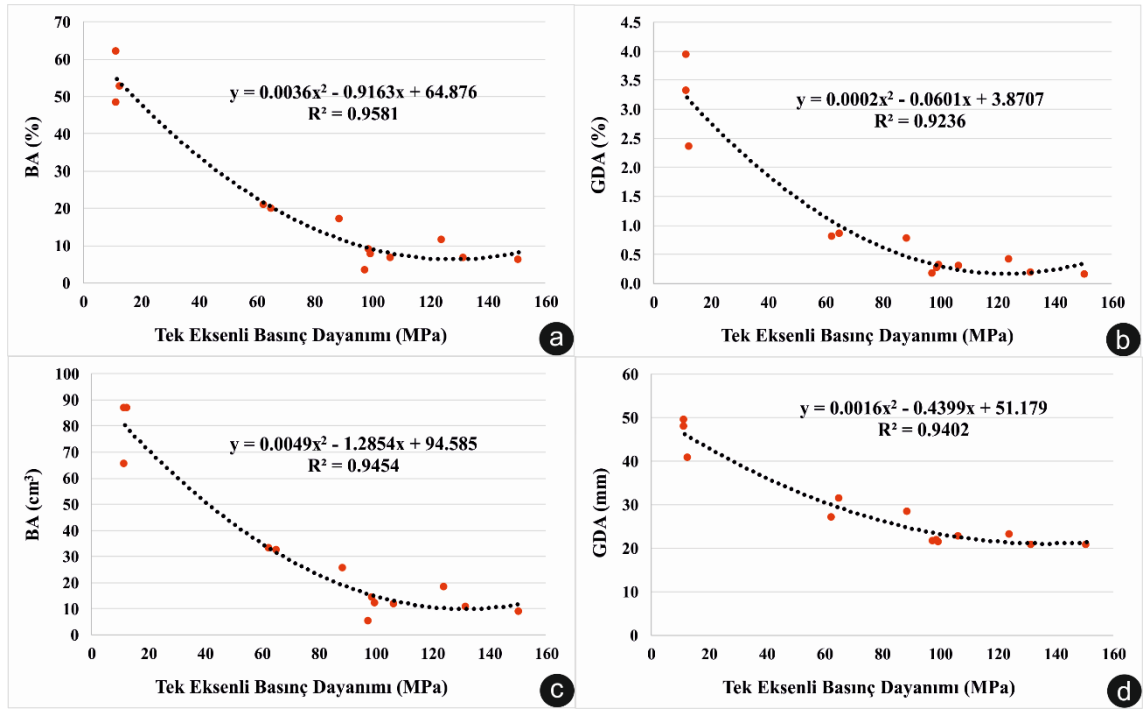 70
60
50
40
30
20
10
0
BA (%)
y = 0.0036x² - 0.9163x + 64.876
R² = 0.9581
0 20 40 60 80 100 120 140 160
Tek Eksenli Basınç Dayanımı (MPa)
a
4.5
4.0
3.5
3.0
2.5
2.0
1.5
1.0
0.5
0.0
GDA (%)
y = 0.0002x² - 0.0601x + 3.8707
R² = 0.9236
0 20 40 60 80 100 120 140 160
Tek Eksenli Basınç Dayanımı (MPa)
b
100
90
80
70
60
50
40
30
20
10
0
BA (cm³)
y = 0.0049x² - 1.2854x + 94.585
R² = 0.9454
0 20 40 60 80 100 120 140 160
Tek Eksenli Basınç Dayanımı (MPa)
c
60
50
40
30
20
10
0
GDA (mm)
y = 0.0016x² - 0.4399x + 51.179
R² = 0.9402
0 20 40 60 80 100 120 140 160
Tek Eksenli Basınç Dayanımı (MPa)
d